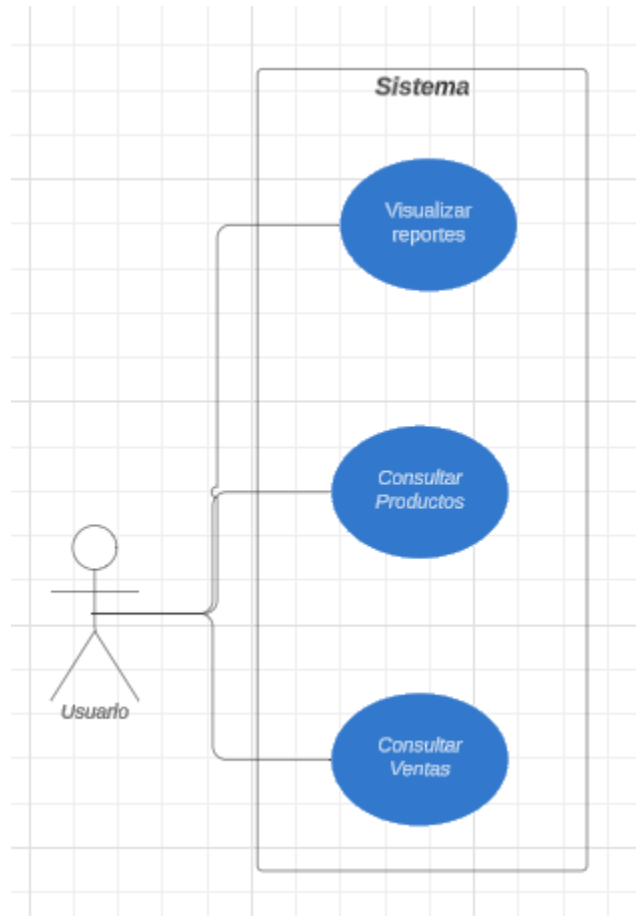 Sistema
Visualizar
reportes
Consultar
Productos
Usuario
Consultar
Ventas